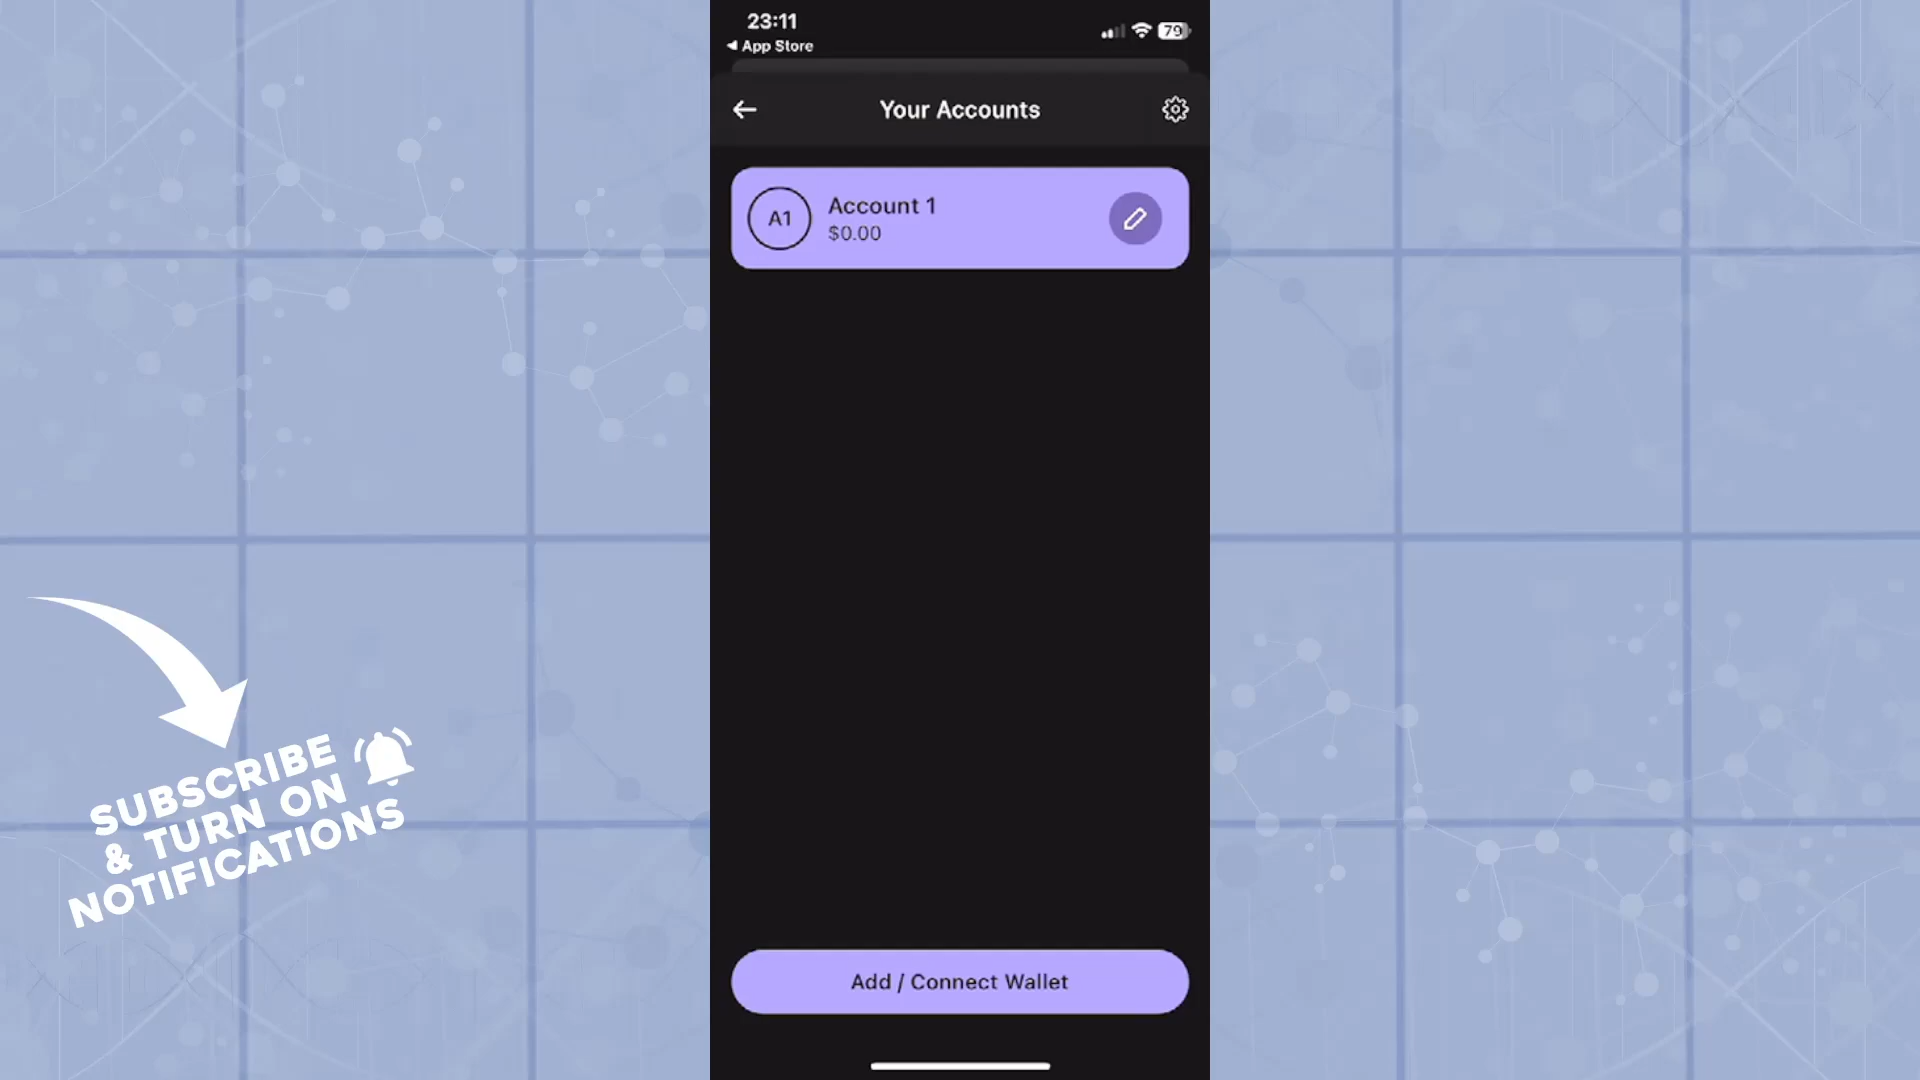 23:11
App Store
79
Your Accounts
A1
Account 1
$0.00
Add / Connect Wallet
SUBSCRIBE
& TURN ON
NOTIFICATIONS